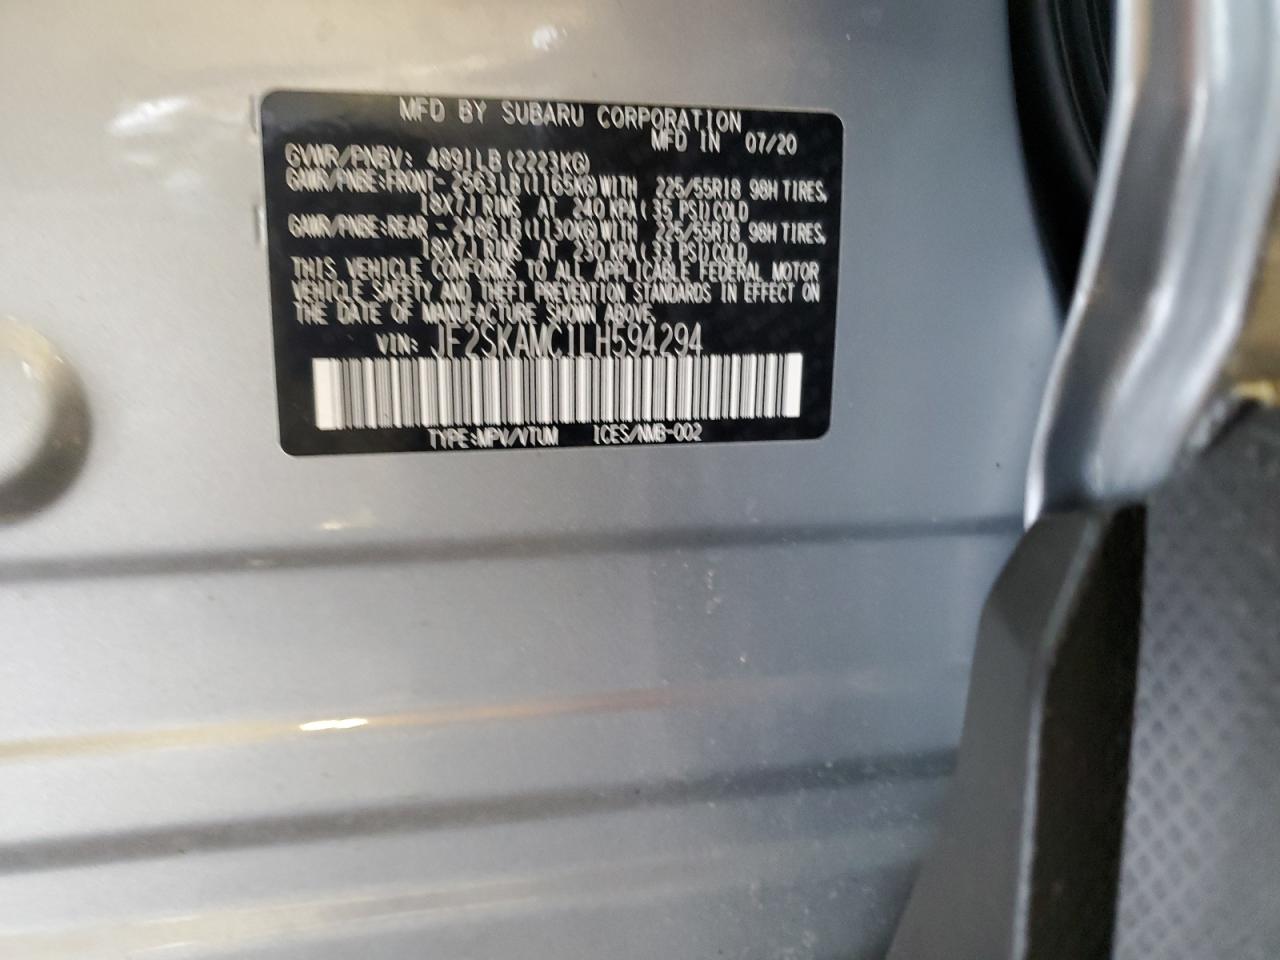 MFD BY SUBARU CORPORATION
MFD IN 07/20
GVWR/PNBV: 4891LB(2223KG)
GAWR/PNBE:FRONT- 2563LB(1165KG)WITH 225/55R18 98H TIRES,
18X7J RIMS AT 240 KPA( 35 PSI)COLD
GAWR/PNBE:REAR - 2486LB(1130KG)WITH 225/55R18 98H TIRES,
18X7J RIMS AT 230 KPA( 33 PSI)COLD
THIS VEHICLE CONFORMS TO ALL APPLICABLE FEDERAL MOTOR
VEHICLE SAFETY AND THEFT PREVENTION STANDARDS IN EFFECT ON
THE DATE OF MANUFACTURE SHOWN ABOVE.
VIN: JF2SKAMC1LH594294
TYPE:MPV/VTUM ICES/NMB-002